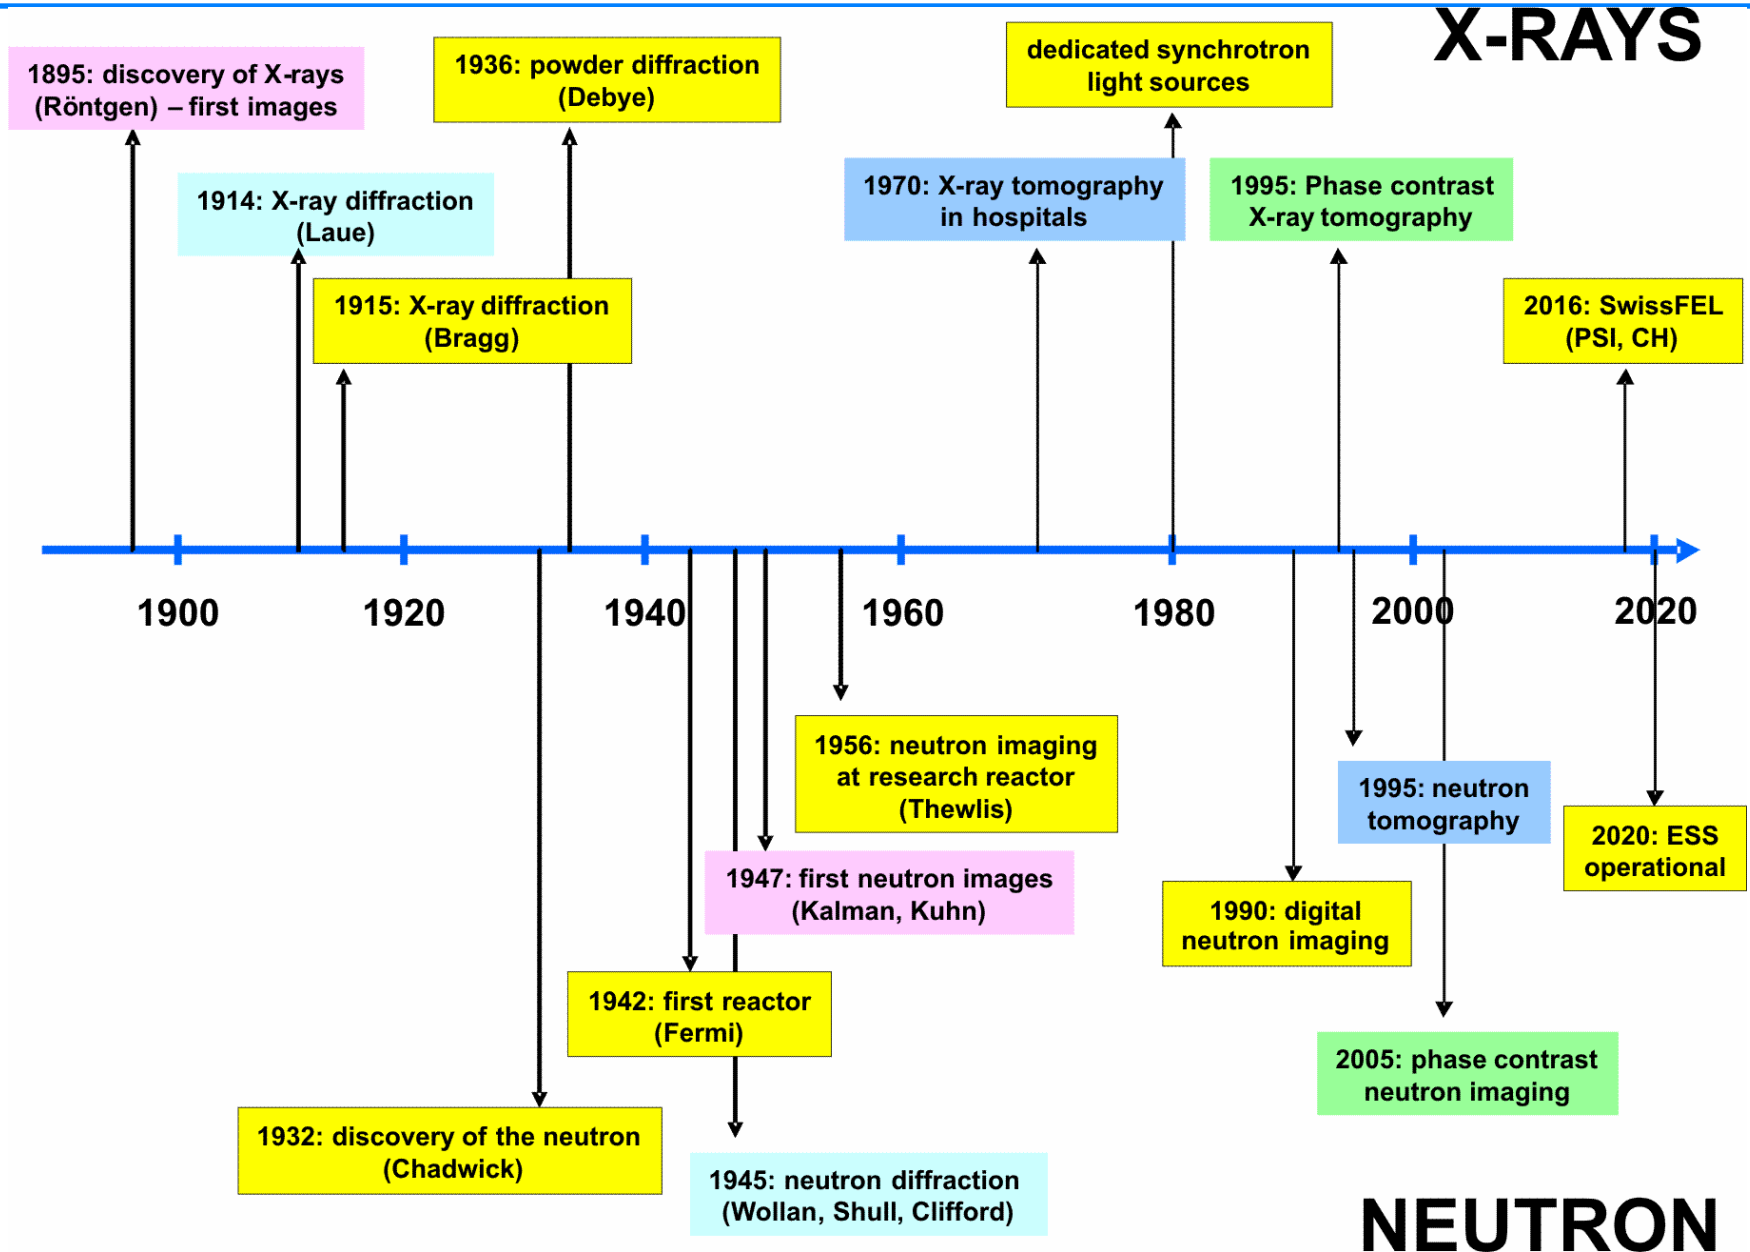 X-RAYS
1895: discovery of X-rays
(Röntgen) – first images
1936: powder diffraction
(Debye)
dedicated synchrotron
light sources
1914: X-ray diffraction
(Laue)
1970: X-ray tomography
in hospitals
1995: Phase contrast
X-ray tomography
1915: X-ray diffraction
(Bragg)
2016: SwissFEL
(PSI, CH)
1900
1920
1940
1960
1980
2000
2020
1956: neutron imaging
at research reactor
(Thewlis)
1995: neutron
tomography
2020: ESS
operational
1947: first neutron images
(Kalman, Kuhn)
1990: digital
neutron imaging
1942: first reactor
(Fermi)
2005: phase contrast
neutron imaging
1932: discovery of the neutron
(Chadwick)
1945: neutron diffraction
(Wollan, Shull, Clifford)
NEUTRON